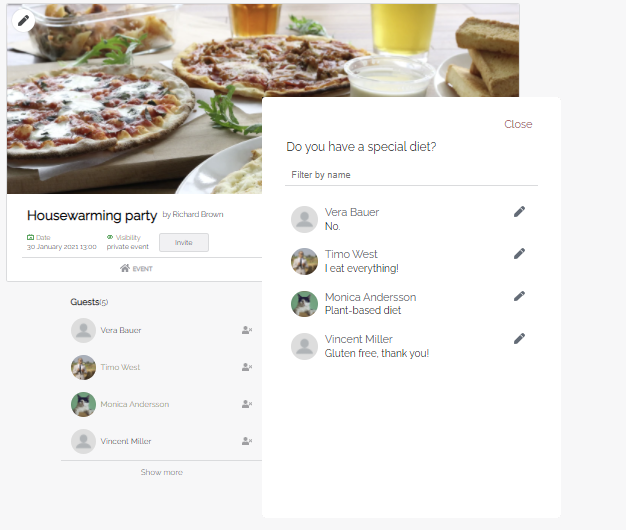 Close
Do you have a special diet?
Filter by name
Vera Bauer
No.
Timo West
I eat everything!
Monica Andersson
Plant-based diet
Vincent Miller
Gluten free, thank you!
Housewarming party by Richard Brown
Date
30 January 2021 13:00
Visibility
private event
Invite
EVENT
Guests(5)
Vera Bauer
Timo West
Monica Andersson
Vincent Miller
Show more